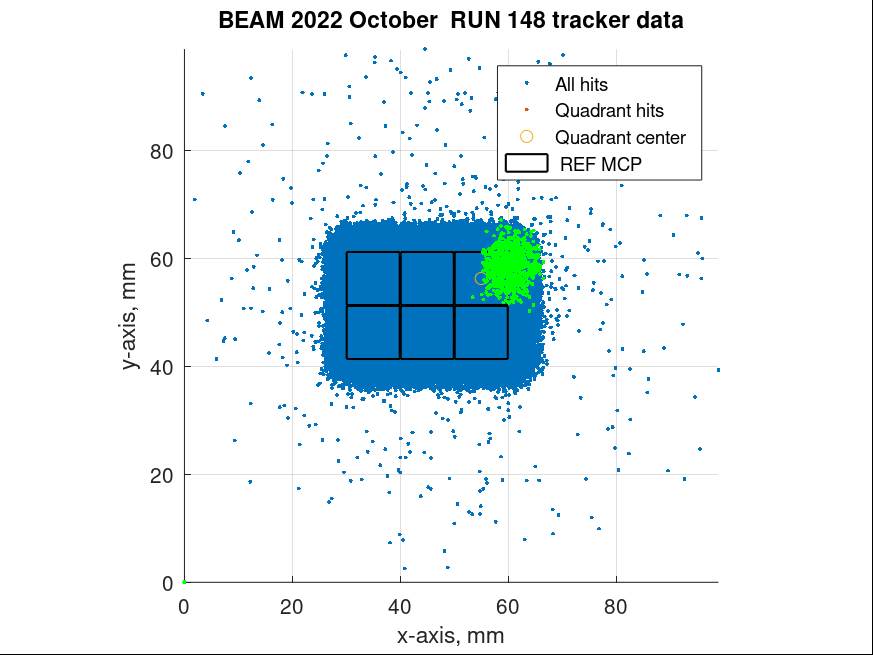 BEAM 2022 October  RUN 148 tracker data
All hits
Quadrant hits
Quadrant center
REF MCP
80
60
40
20
0
y-axis, mm
0 20 40 60 80
x-axis, mm